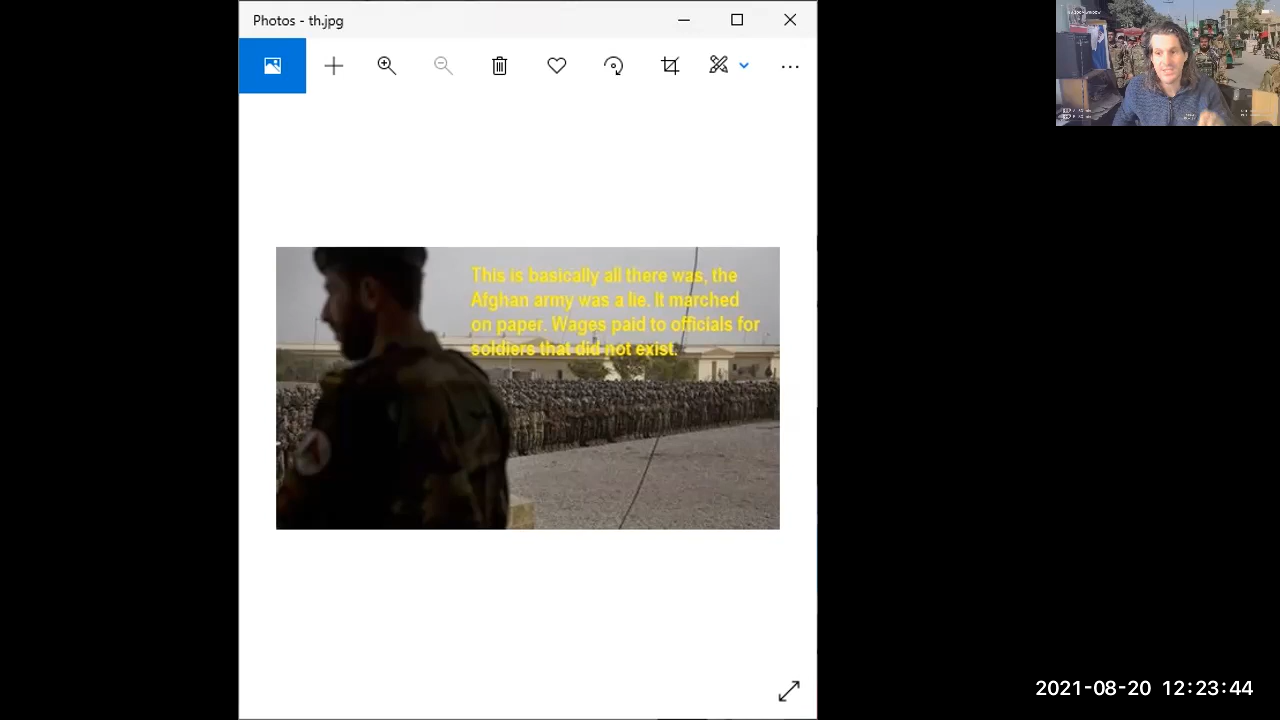 Photos - th.jpg
This is basically all there was, the
Afghan army was a lie. It marched
on paper. Wages paid to officials for
soldiers that did not exist.
2021-08-20 12:23:44